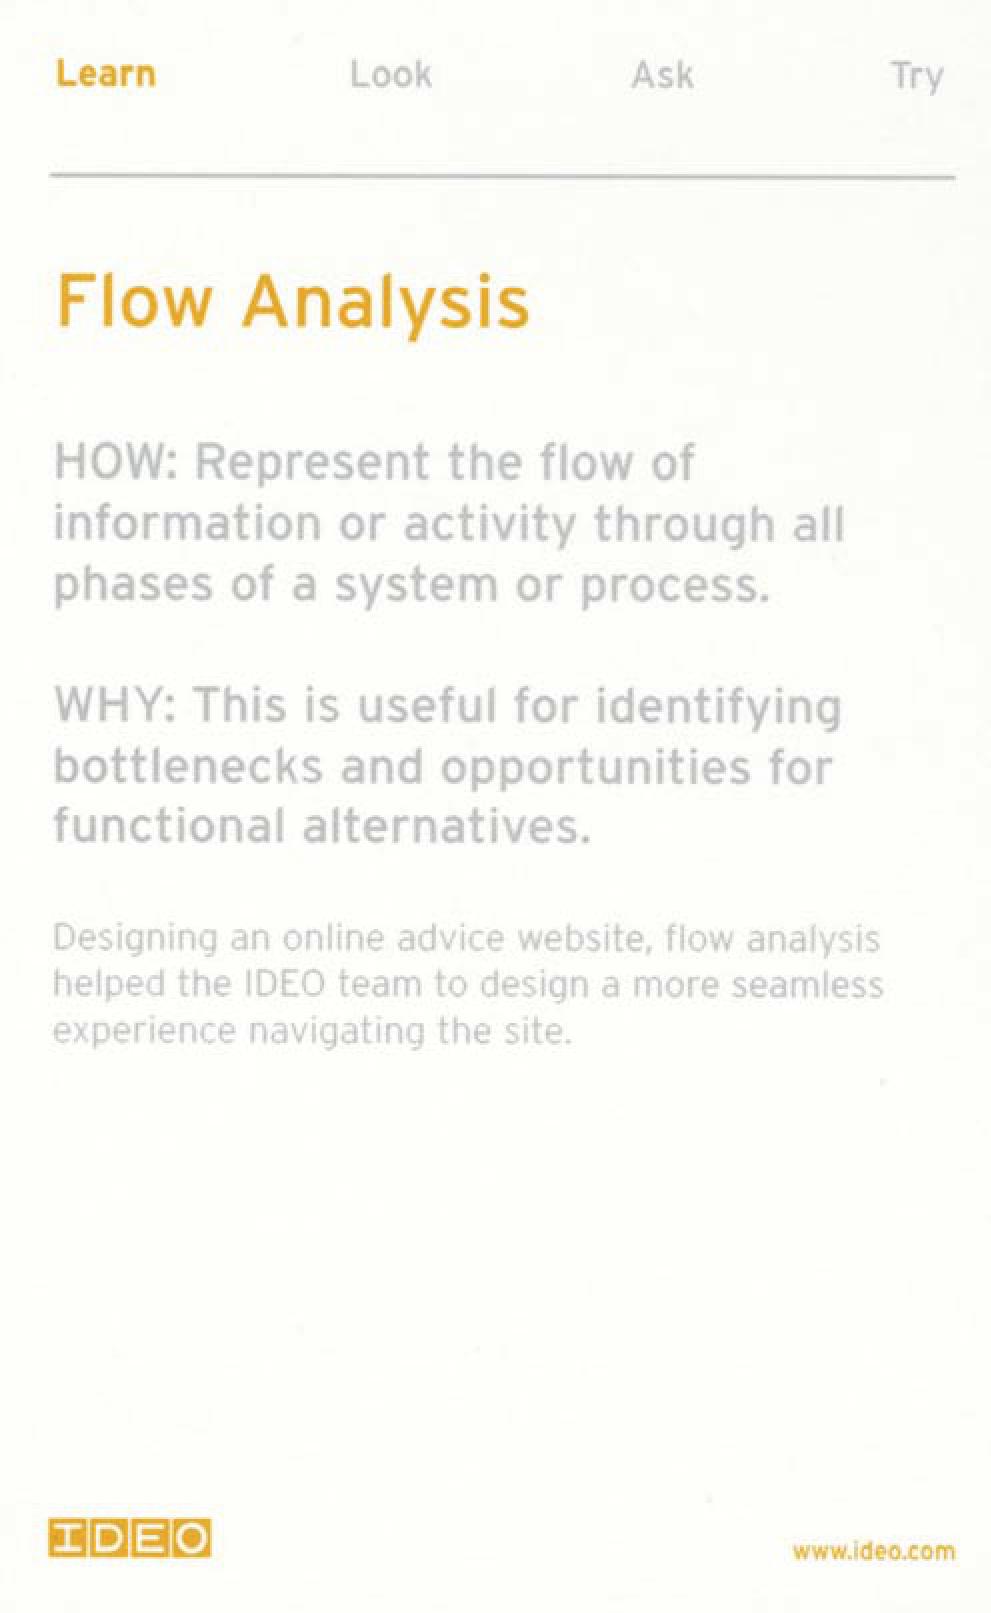 Learn Look Ask Try
Flow Analysis
HOW: Represent the flow of
information or activity through all
phases of a system or process.
WHY: This is useful for identifying
bottlenecks and opportunities for
functional alternatives.
Designing an online advice website, flow analysis
helped the IDEO team to design a more seamless
experience navigating the site.
IDEO
www.ideo.com